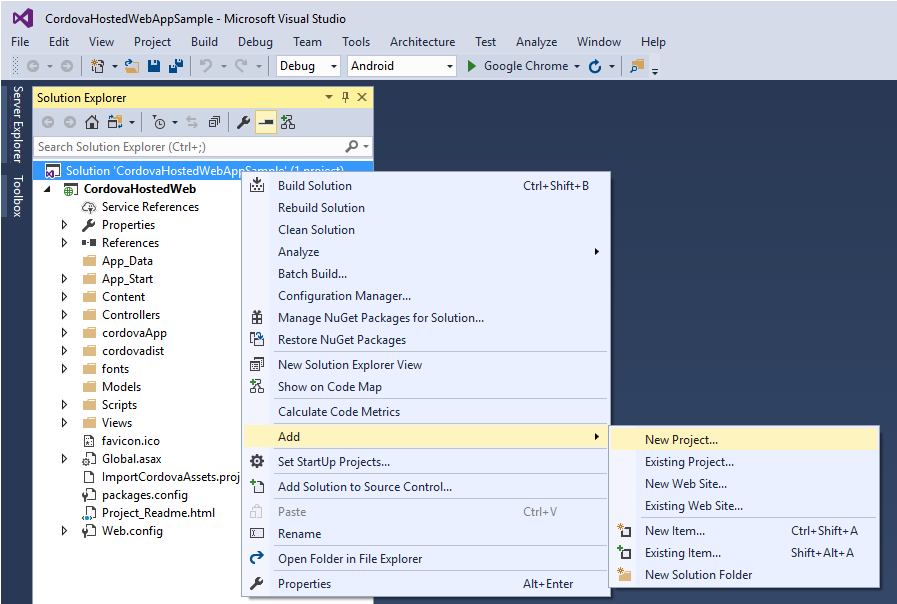 CordovaHostedWebAppSample - Microsoft Visual Studio
File Edit View Project Build Debug Team Tools Architecture Test Analyze Window Help
Debug Android Google Chrome
Server Explorer
Toolbox
Solution Explorer
Search Solution Explorer (Ctrl+;)
Solution 'CordovaHostedWebAppSample' (1 project)
CordovaHostedWeb
Service References
Properties
References
App_Data
App_Start
Content
Controllers
cordovaApp
cordovadist
fonts
Models
Scripts
Views
favicon.ico
Global.asax
ImportCordovaAssets.proj
packages.config
Project_Readme.html
Web.config
Build Solution Ctrl+Shift+B
Rebuild Solution
Clean Solution
Analyze
Batch Build...
Configuration Manager...
Manage NuGet Packages for Solution...
Restore NuGet Packages
New Solution Explorer View
Show on Code Map
Calculate Code Metrics
Add
Set StartUp Projects...
Add Solution to Source Control...
Paste Ctrl+V
Rename
Open Folder in File Explorer
Properties Alt+Enter
New Project...
Existing Project...
New Web Site...
Existing Web Site...
New Item... Ctrl+Shift+A
Existing Item... Shift+Alt+A
New Solution Folder